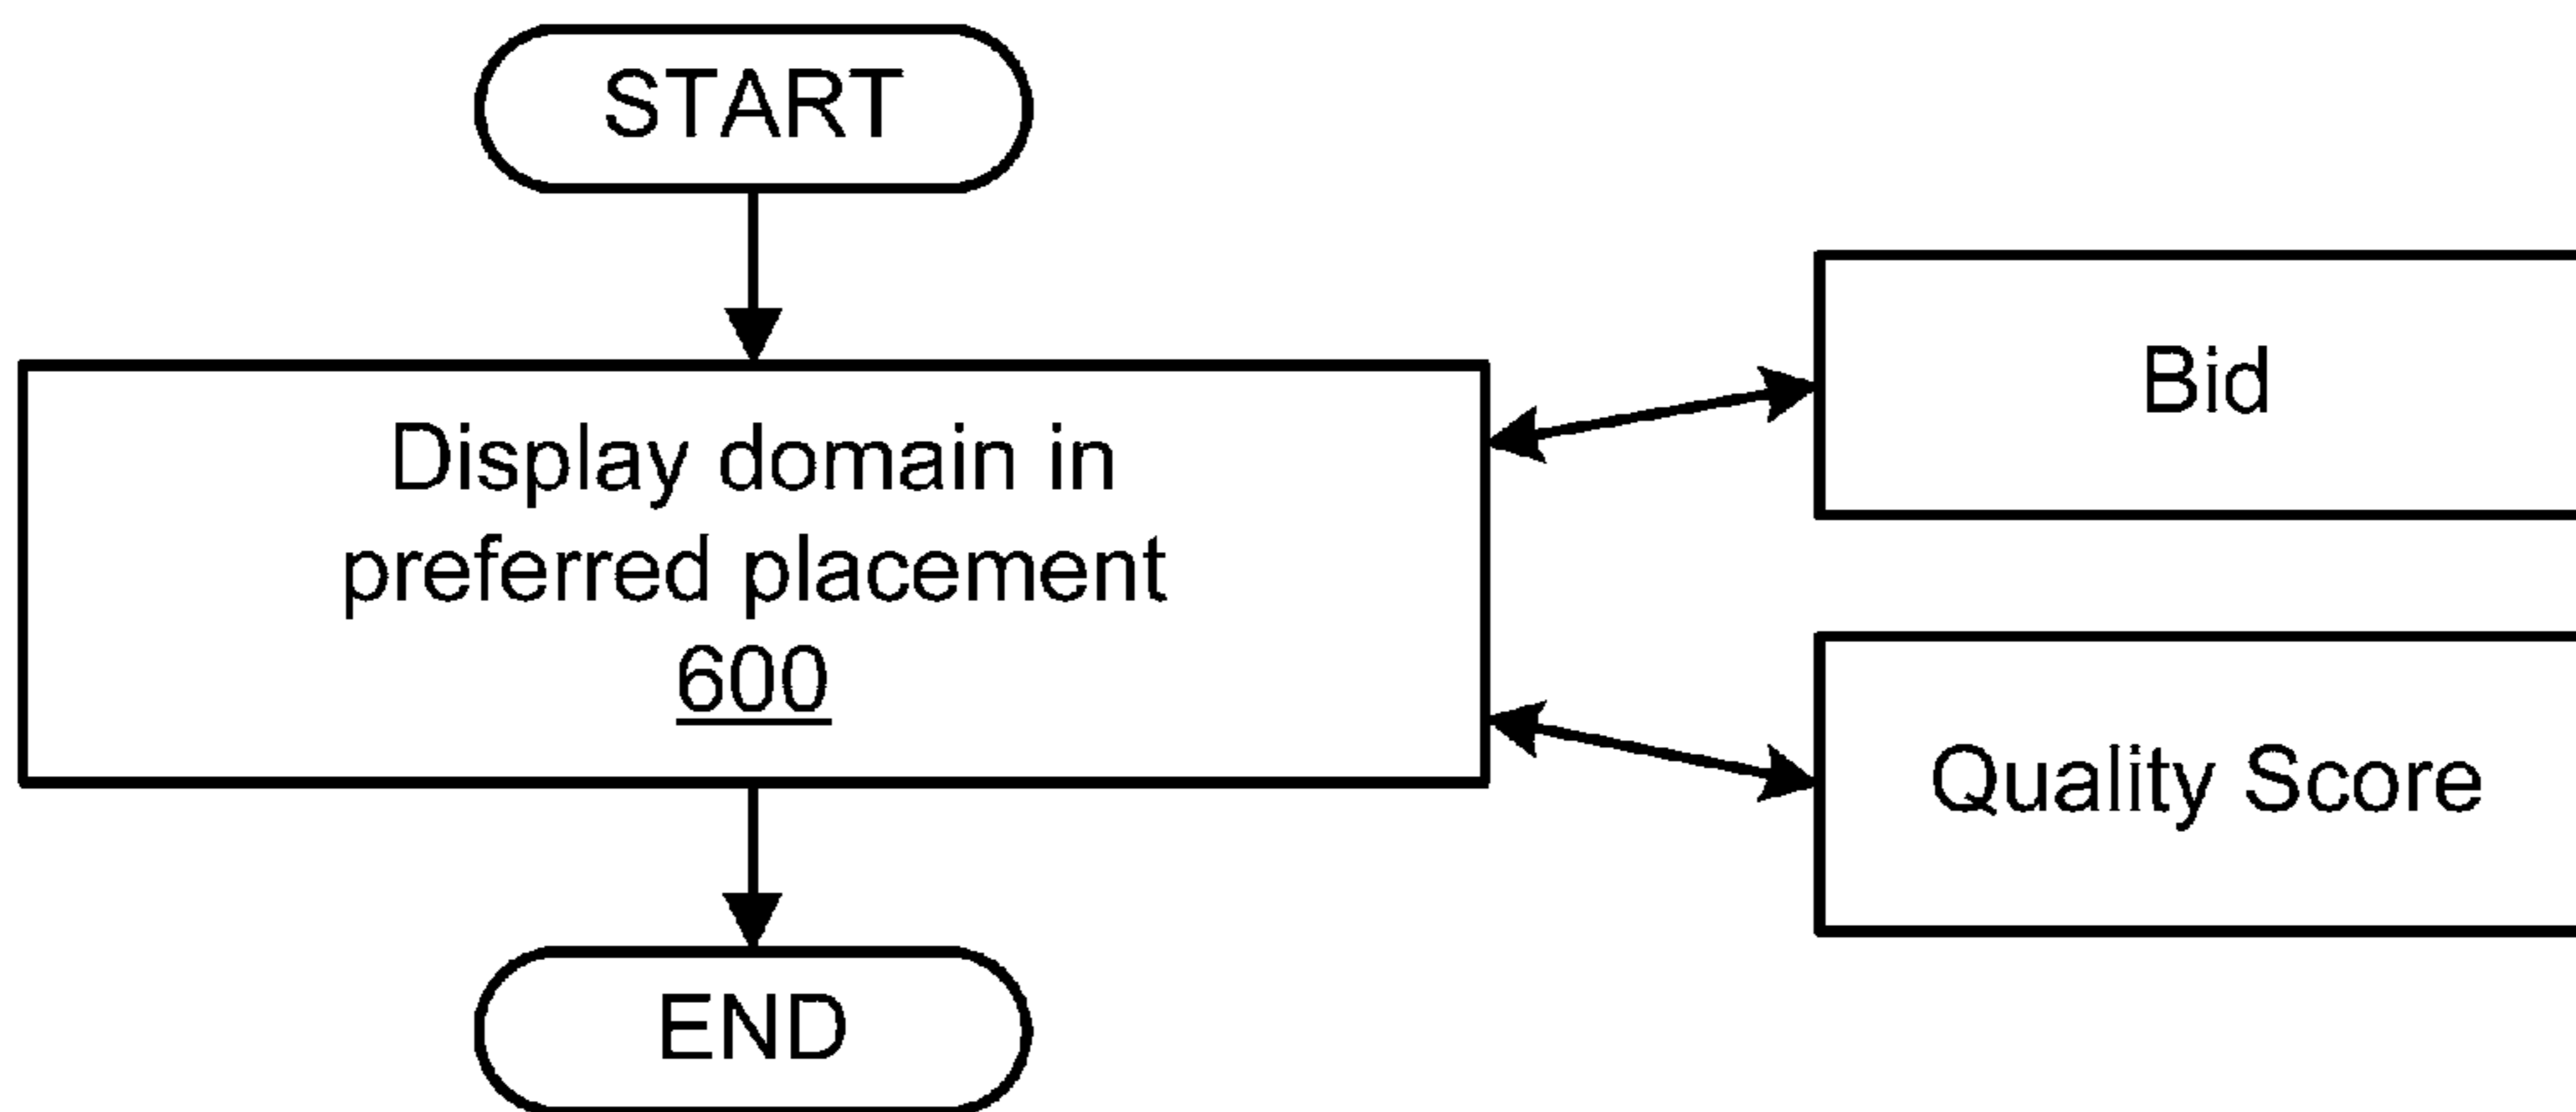 START
Display domain in
preferred placement
600
Bid
Quality Score
END